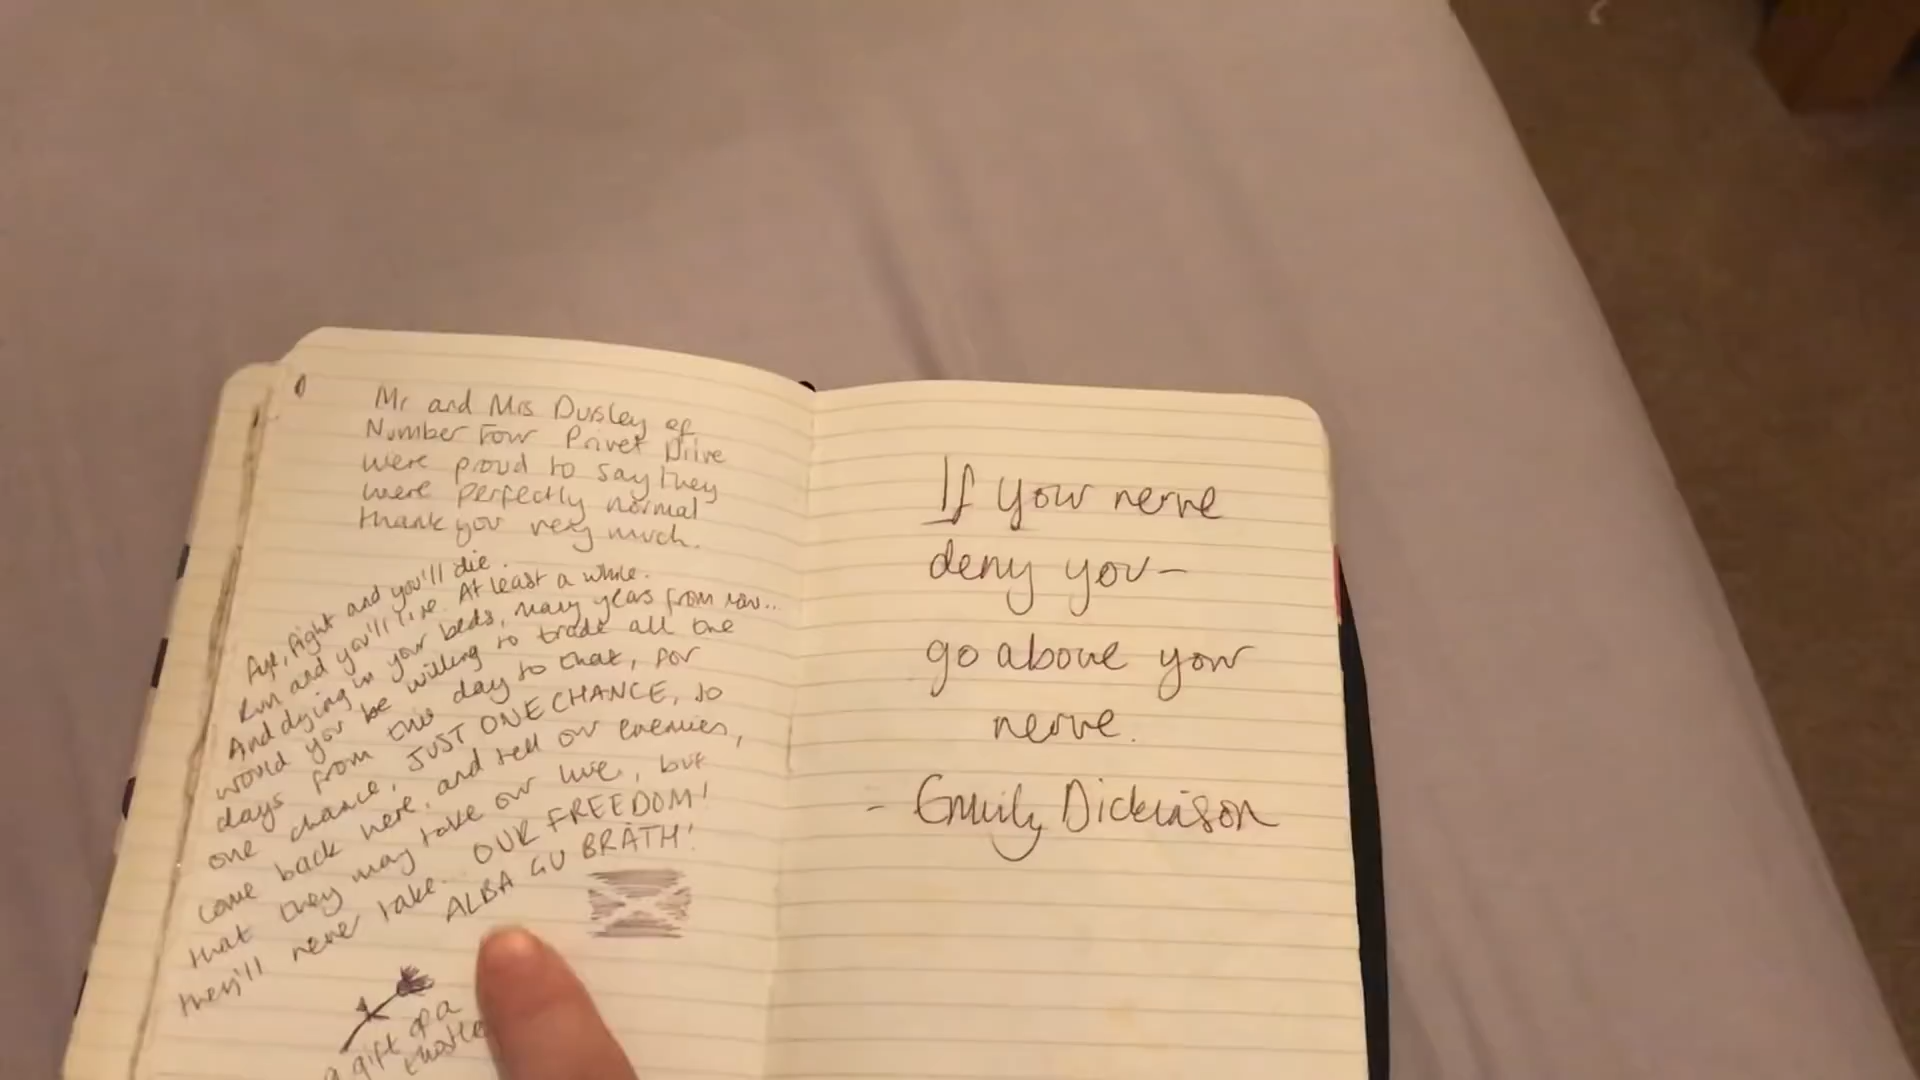 Mr and Mrs Dursley of
Number Four Privet Drive
were proud to say they
were perfectly normal
thank you very much.
Aye, fight and you'll die.
Run and you'll live. At least a while.
And dying in your beds, many years from now...
would you be willing to trade all the
days from this day to that, for
one chance, JUST ONE CHANCE, to
come back here, and tell our enemies,
that they may take our live, but
they'll never take... OUR FREEDOM!
ALBA GU BRÀTH!
a gift of a
thistle
If your nerve
deny you—
go above your
nerve.
- Emily Dickinson